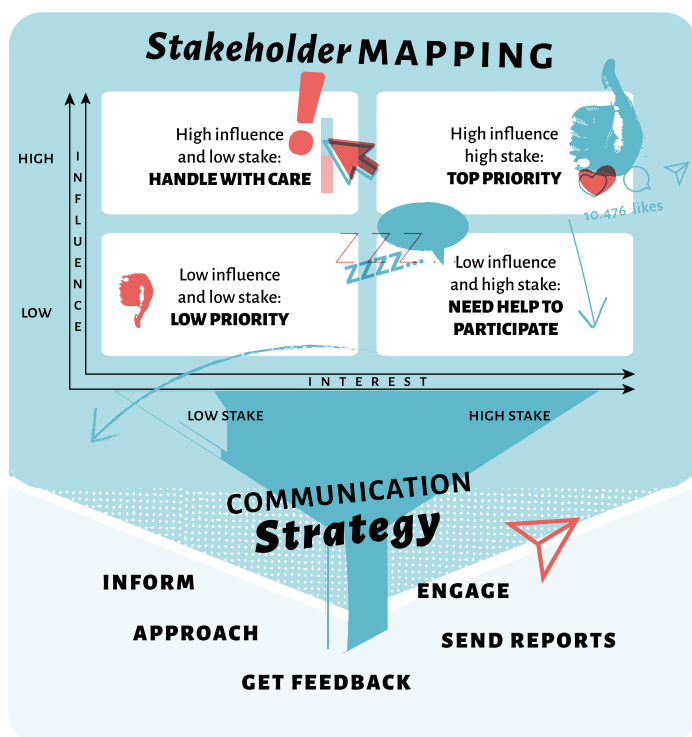 Stakeholder MAPPING
HIGH
LOW
INFLUENCE
High influence
and low stake:
HANDLE WITH CARE
High influence
high stake:
TOP PRIORITY
10.476 likes
Low influence
and low stake:
LOW PRIORITY
Z Z Z . . .
ZZZZ...
Low influence
and high stake:
NEED HELP TO
PARTICIPATE
INTEREST
LOW STAKE
HIGH STAKE
COMMUNICATION
Strategy
INFORM
ENGAGE
APPROACH
SEND REPORTS
GET FEEDBACK